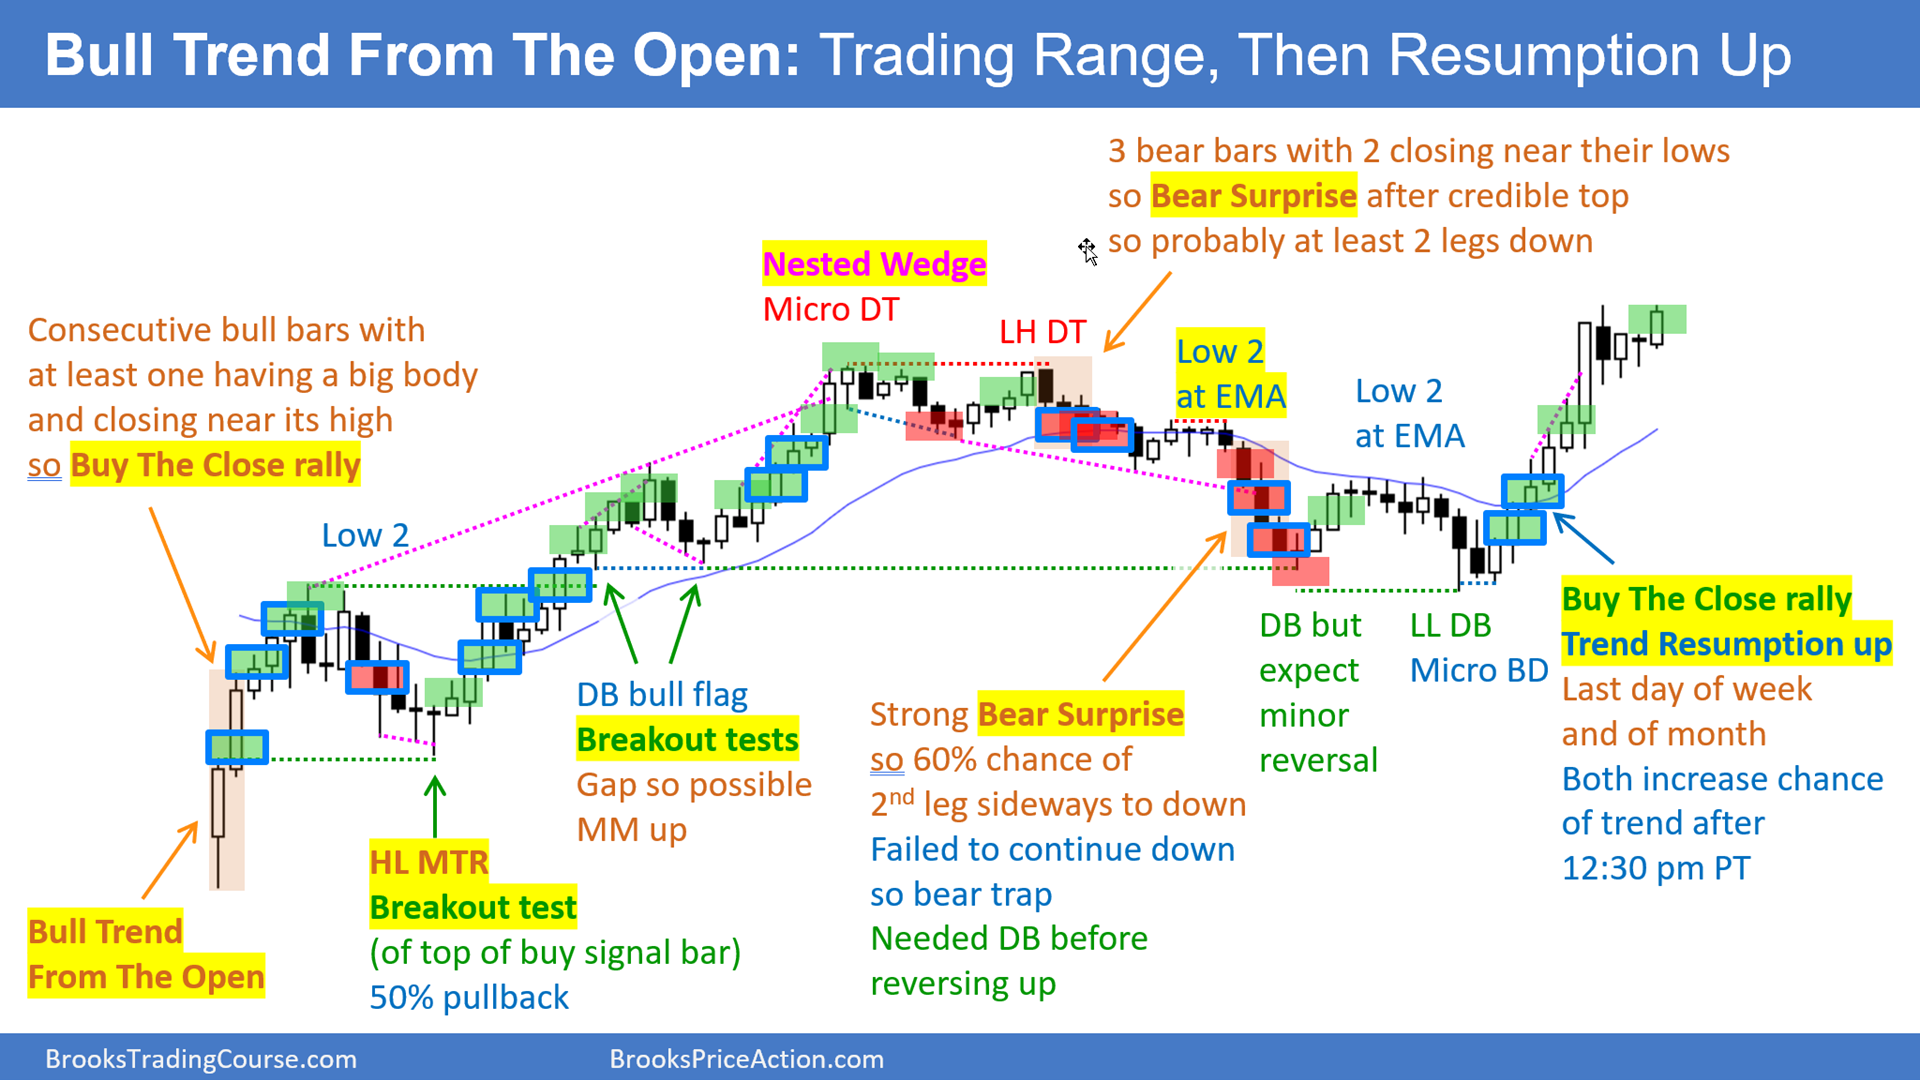 Bull Trend From The Open: Trading Range, Then Resumption Up
3 bear bars with 2 closing near their lows
so Bear Surprise after credible top
so probably at least 2 legs down
Nested Wedge
Micro DT
LH DT
Consecutive bull bars with
at least one having a big body
and closing near its high
so Buy The Close rally
Low 2
at EMA
Low 2
at EMA
Low 2
DB bull flag
Breakout tests
Gap so possible
MM up
HL MTR
Breakout test
(of top of buy signal bar)
50% pullback
Bull Trend
From The Open
Strong Bear Surprise
so 60% chance of
2nd leg sideways to down
Failed to continue down
so bear trap
Needed DB before
reversing up
DB but
expect
minor
reversal
LL DB
Micro BD
Buy The Close rally
Trend Resumption up
Last day of week
and of month
Both increase chance
of trend after
12:30 pm PT
BrooksTradingCourse.com
BrooksPriceAction.com